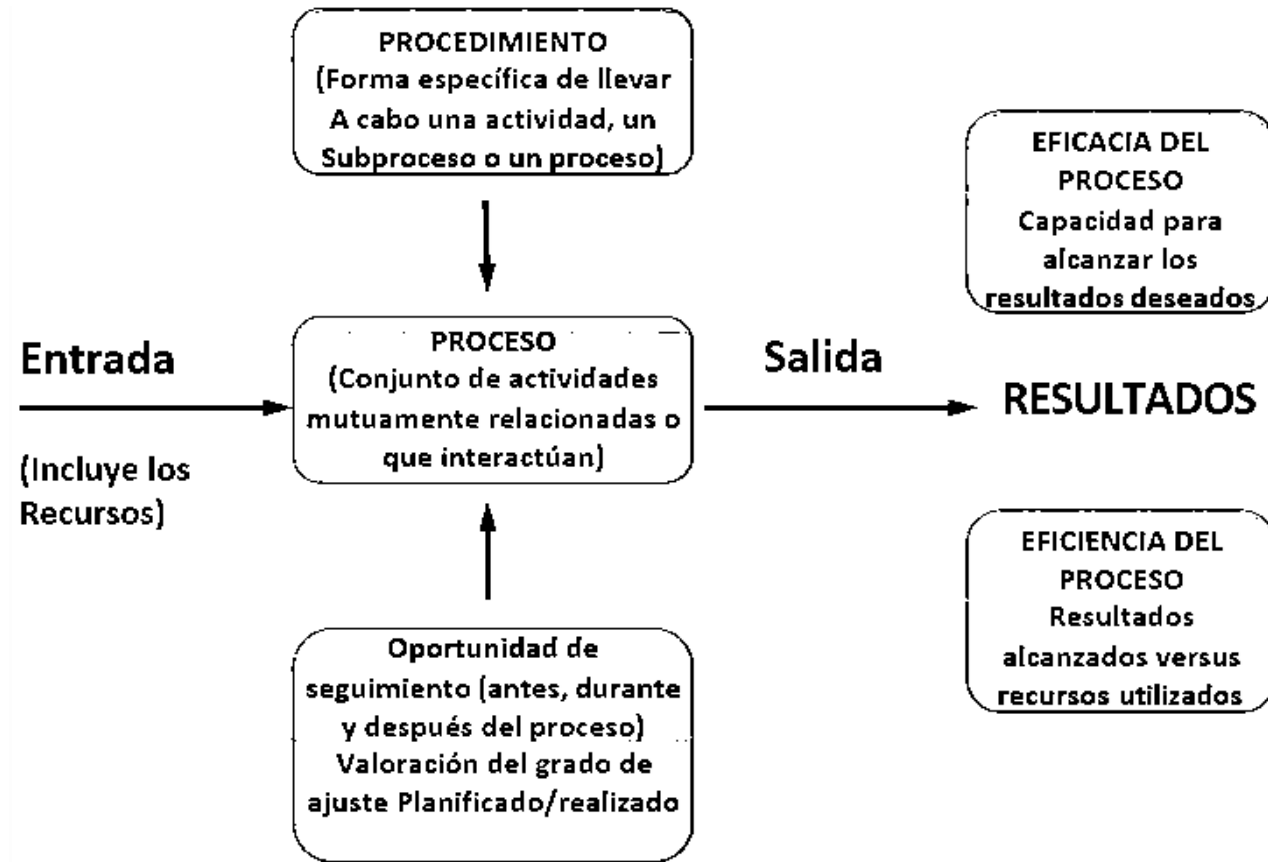 PROCEDIMIENTO
(Forma específica de llevar
A cabo una actividad, un
Subproceso o un proceso)
EFICACIA DEL
PROCESO
Capacidad para
alcanzar los
resultados deseados
Entrada
(Incluye los
Recursos)
PROCESO
(Conjunto de actividades
mutuamente relacionadas o
que interactúan)
Salida
RESULTADOS
Oportunidad de
seguimiento (antes, durante
y después del proceso)
Valoración del grado de
ajuste Planificado/realizado
EFICIENCIA DEL
PROCESO
Resultados
alcanzados versus
recursos utilizados